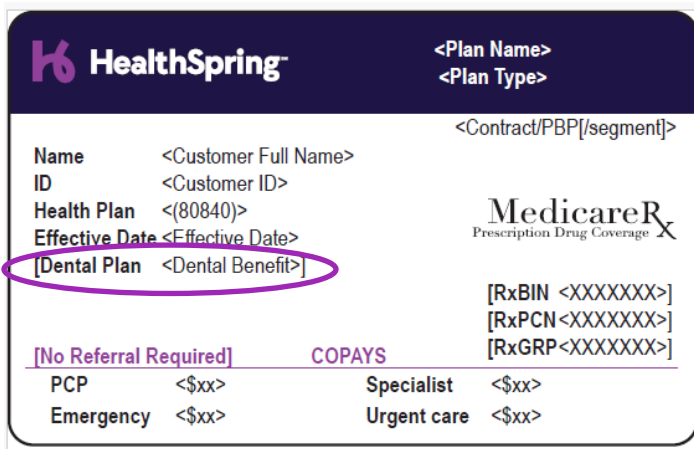 HealthSpring
<Plan Name>
<Plan Type>
<Contract/PBP[/segment]>
Name <Customer Full Name>
ID <Customer ID>
Health Plan <(80840)>
Effective Date <Effective Date>
[Dental Plan <Dental Benefit>]
MedicareRx
Prescription Drug Coverage
[RxBIN <XXXXXXX>]
[RxPCN<XXXXXXX>]
[RxGRP<XXXXXXX>]
[No Referral Required] COPAYS
PCP <$xx> Specialist <$xx>
Emergency <$xx> Urgent care <$xx>